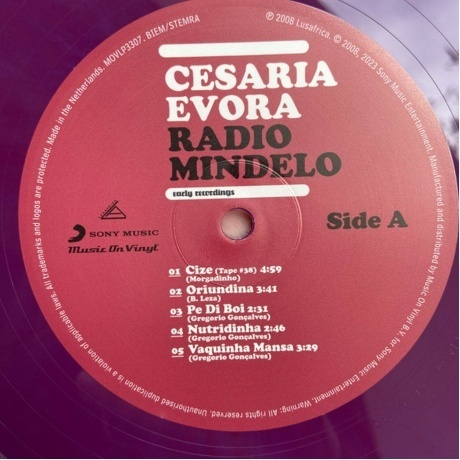 CESARIA
EVORA
RADIO
MINDELO
early recordings
Side A
SONY MUSIC
Music On Vinyl
01 Cize (Tape #38) 4:59
(Morgadinho)
02 Oriundina 3:41
(B. Leza)
03 Pe Di Boi 2:31
(Gregorio Gonçalves)
04 Nutridinha 2:46
(Gregorio Gonçalves)
05 Vaquinha Mansa 3:29
(Gregorio Gonçalves)
℗ 2008 Lusafrica. © 2008, 2023 Sony Music Entertainment. Manufactured and distributed by Music On Vinyl B.V. for Sony Music Entertainment. Warning: All rights reserved. Unauthorised duplication is a violation of applicable laws. All trademarks and logos are protected. Made in the Netherlands. MOVLP3307. BIEM/STEMRA